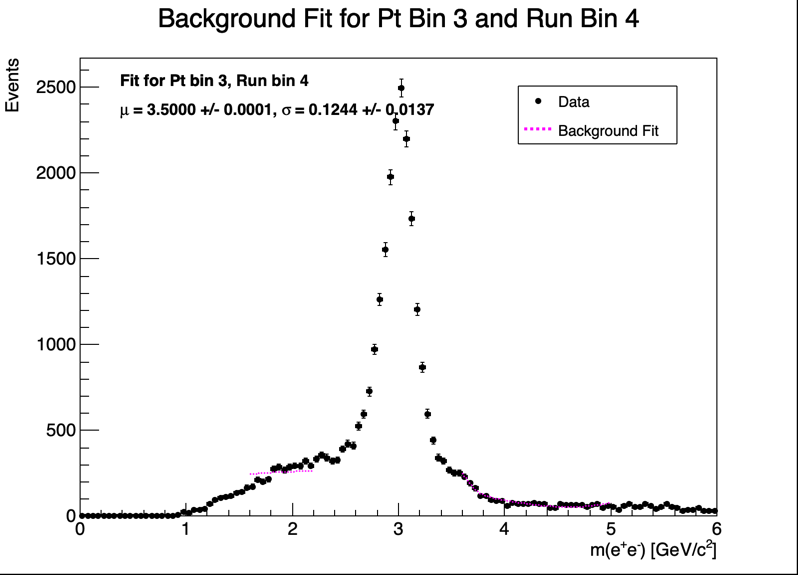 Background Fit for Pt Bin 3 and Run Bin 4
Events
Fit for Pt bin 3, Run bin 4
μ = 3.5000 +/- 0.0001, σ = 0.1244 +/- 0.0137
Data
Background Fit
2500
2000
1500
1000
500
0
0 1 2 3 4 5 6
m(e⁺e⁻) [GeV/c²]